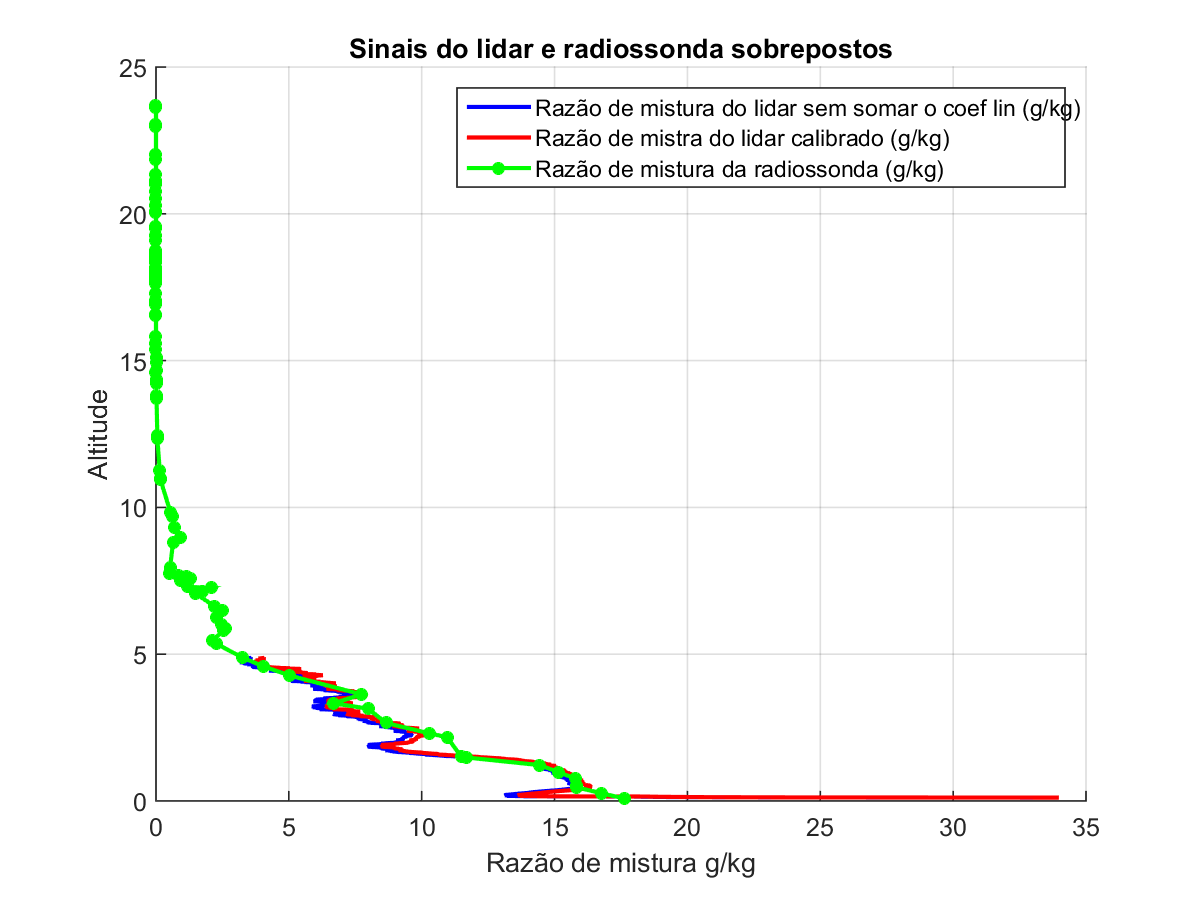 Sinais do lidar e radiossonda sobrepostos
25
Razão de mistura do lidar sem somar o coef lin (g/kg)
Razão de mistra do lidar calibrado (g/kg)
Razão de mistura da radiossonda (g/kg)
20
15
Altitude
10
5
0
0 5 10 15 20 25 30 35
Razão de mistura g/kg